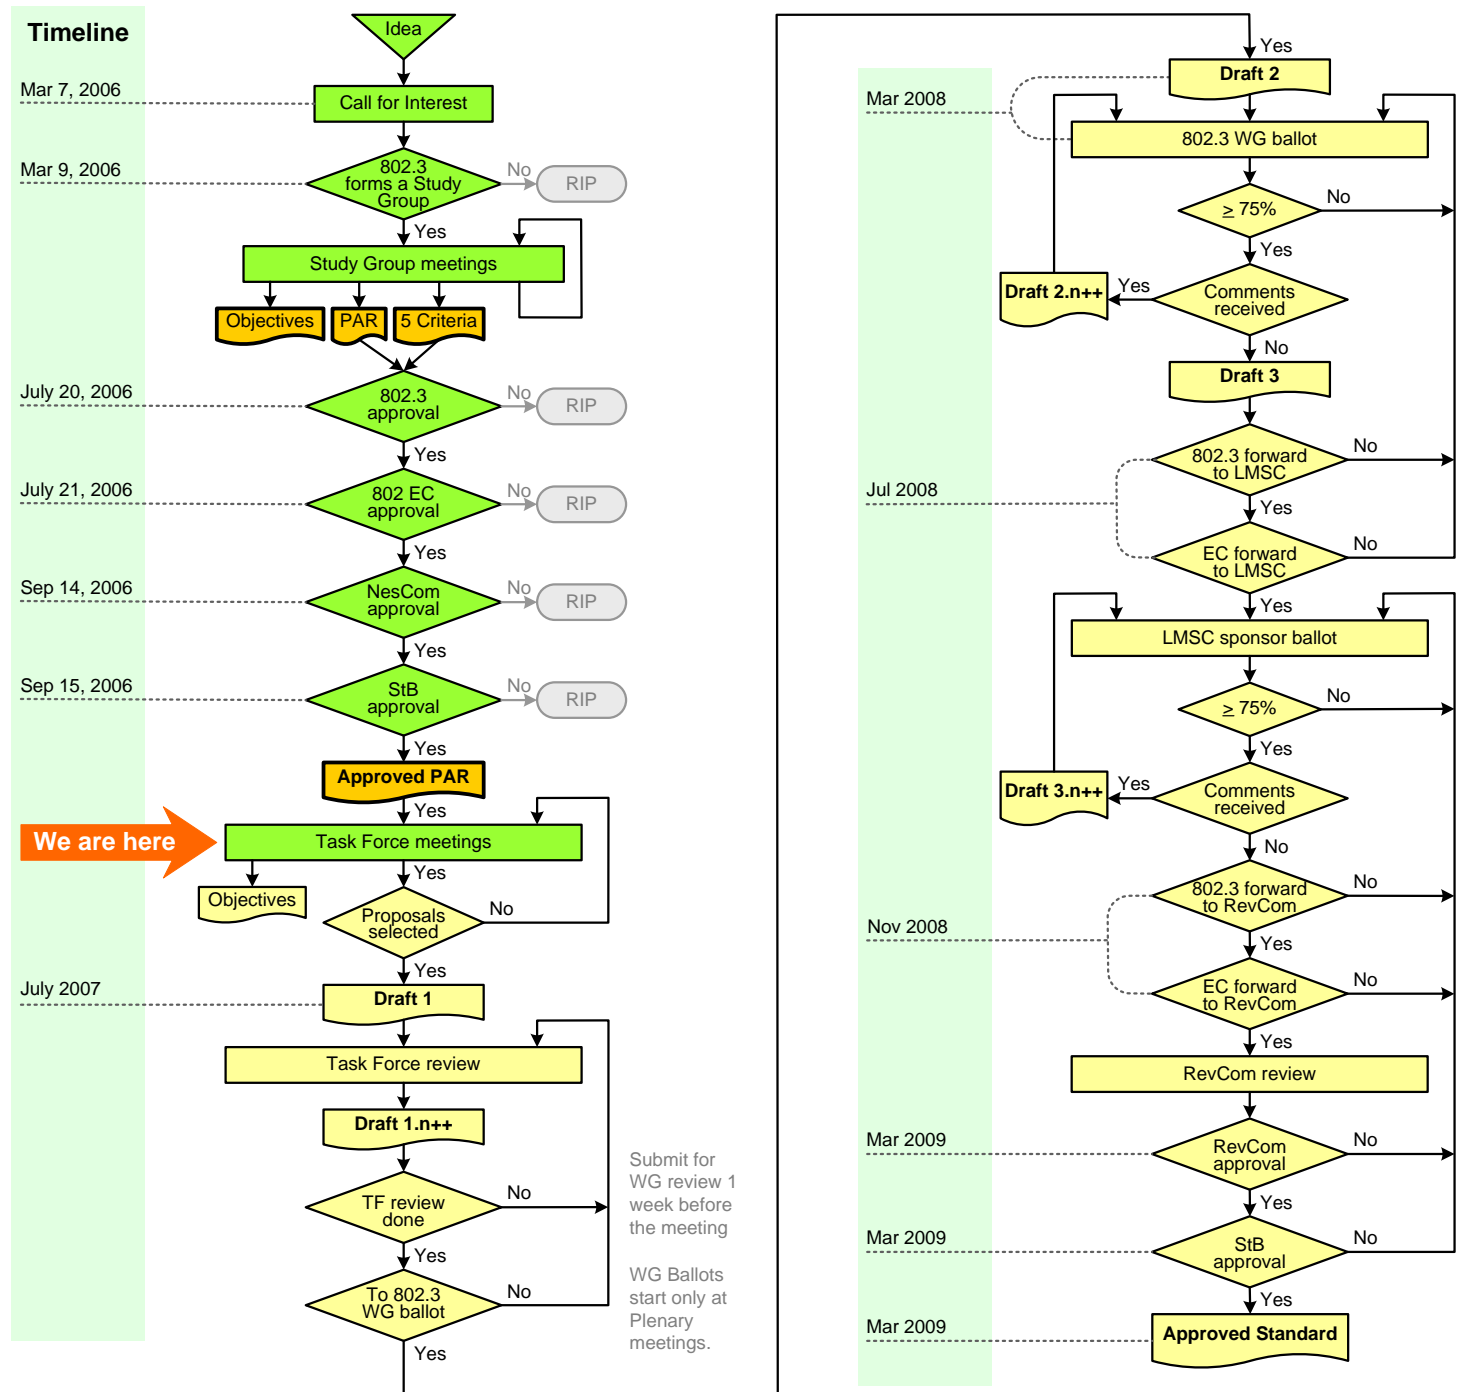 Timeline
Idea
Mar 7, 2006
Call for Interest
Mar 9, 2006
802.3
forms a Study
Group
No
RIP
Yes
Study Group meetings
Objectives
PAR
5 Criteria
July 20, 2006
802.3
approval
No
RIP
Yes
July 21, 2006
802 EC
approval
No
RIP
Yes
Sep 14, 2006
NesCom
approval
No
RIP
Yes
Sep 15, 2006
StB
approval
No
RIP
Yes
Approved PAR
Yes
We are here
Task Force meetings
Yes
Objectives
Proposals
selected
No
Yes
July 2007
Draft 1
Task Force review
Draft 1.n++
TF review
done
No
Yes
To 802.3
WG ballot
No
Yes
Submit for
WG review 1
week before
the meeting
WG Ballots
start only at
Plenary
meetings.
Yes
Draft 2
Mar 2008
802.3 WG ballot
≥ 75%
No
Yes
Comments
received
Yes
Draft 2.n++
No
Draft 3
802.3 forward
to LMSC
No
Jul 2008
Yes
EC forward
to LMSC
No
Yes
LMSC sponsor ballot
≥ 75%
No
Yes
Comments
received
Yes
Draft 3.n++
No
802.3 forward
to RevCom
No
Nov 2008
Yes
EC forward
to RevCom
No
Yes
RevCom review
Mar 2009
RevCom
approval
No
Yes
Mar 2009
StB
approval
No
Yes
Mar 2009
Approved Standard